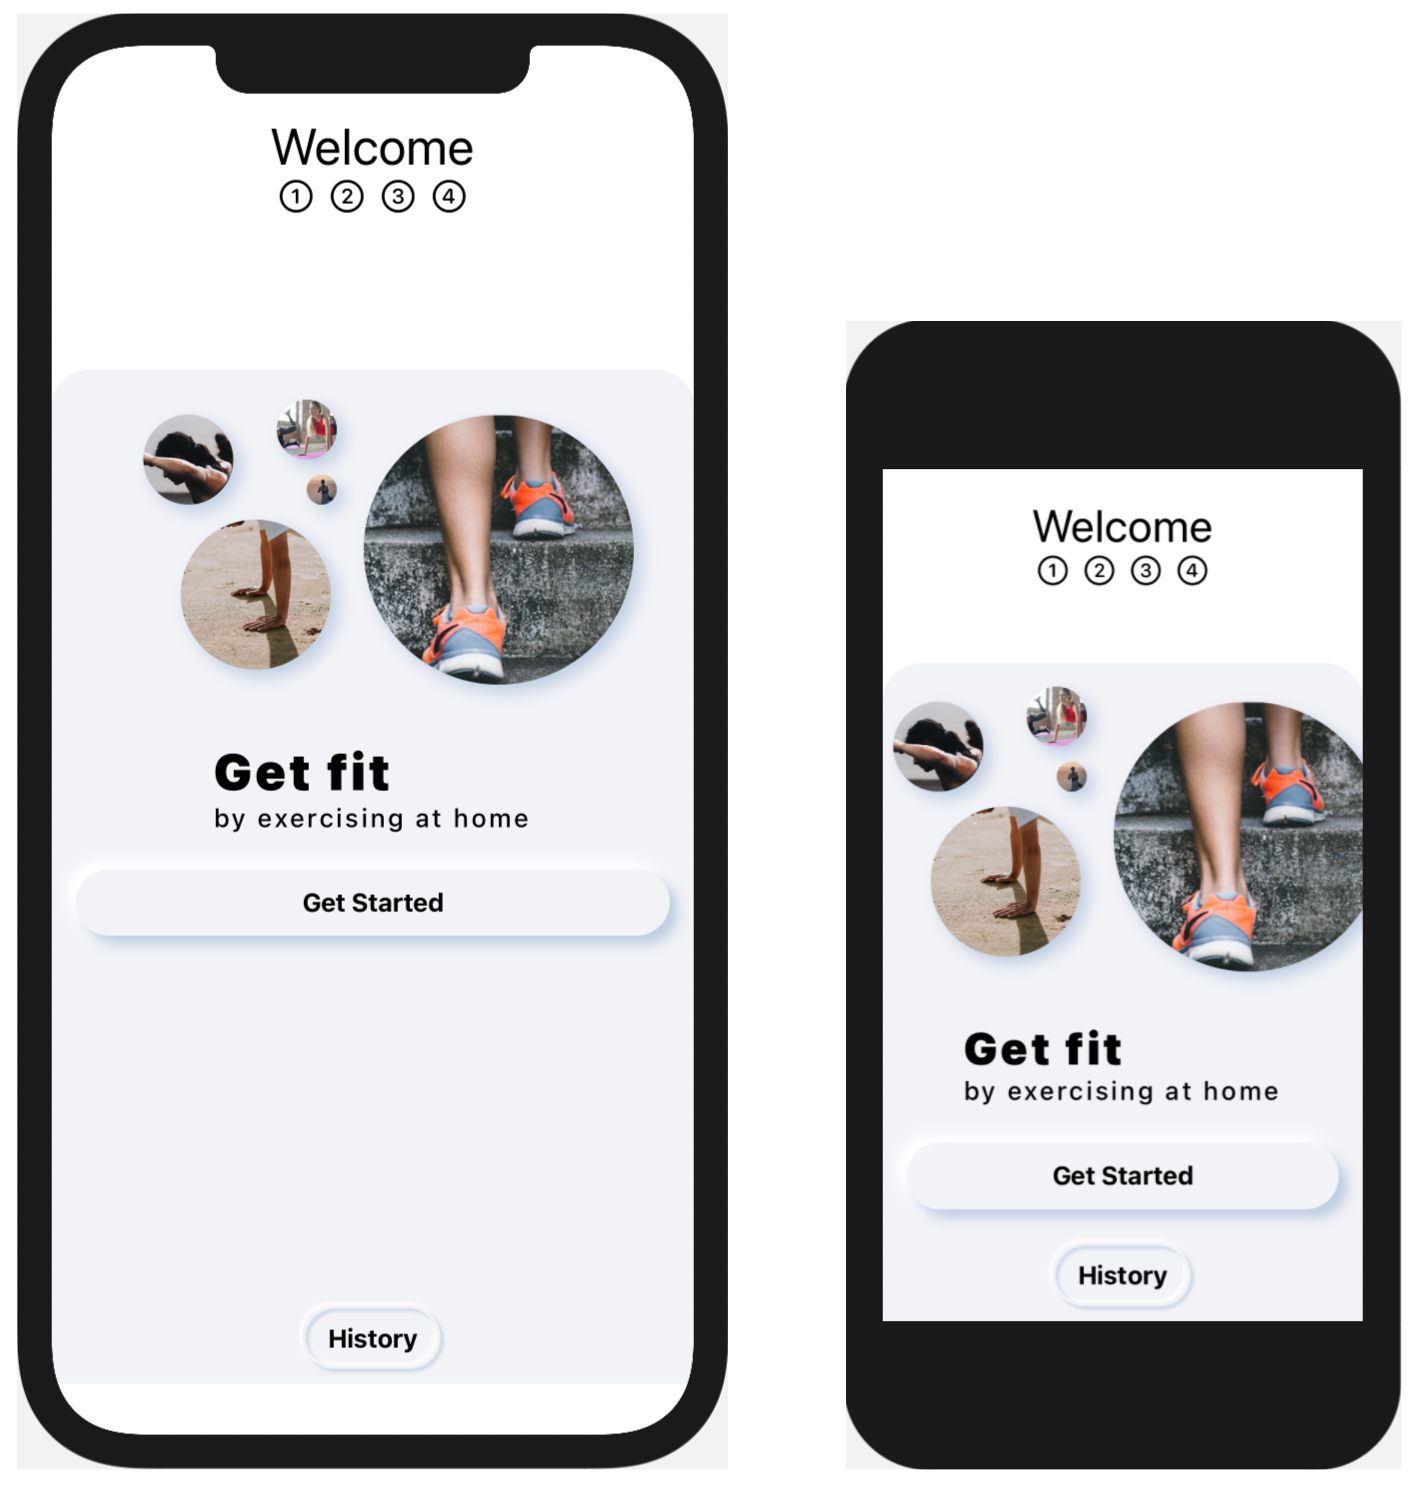 Welcome
1 2 3 4
Get fit
by exercising at home
Get Started
History
Welcome
1 2 3 4
Get fit
by exercising at home
Get Started
History